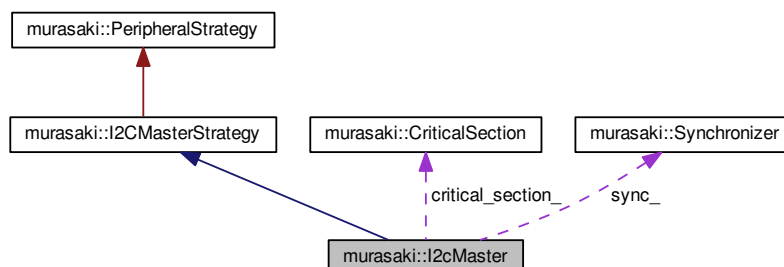 murasaki::PeripheralStrategy
murasaki::I2CMasterStrategy
murasaki::CriticalSection
murasaki::Synchronizer
critical_section_
sync_
murasaki::I2cMaster